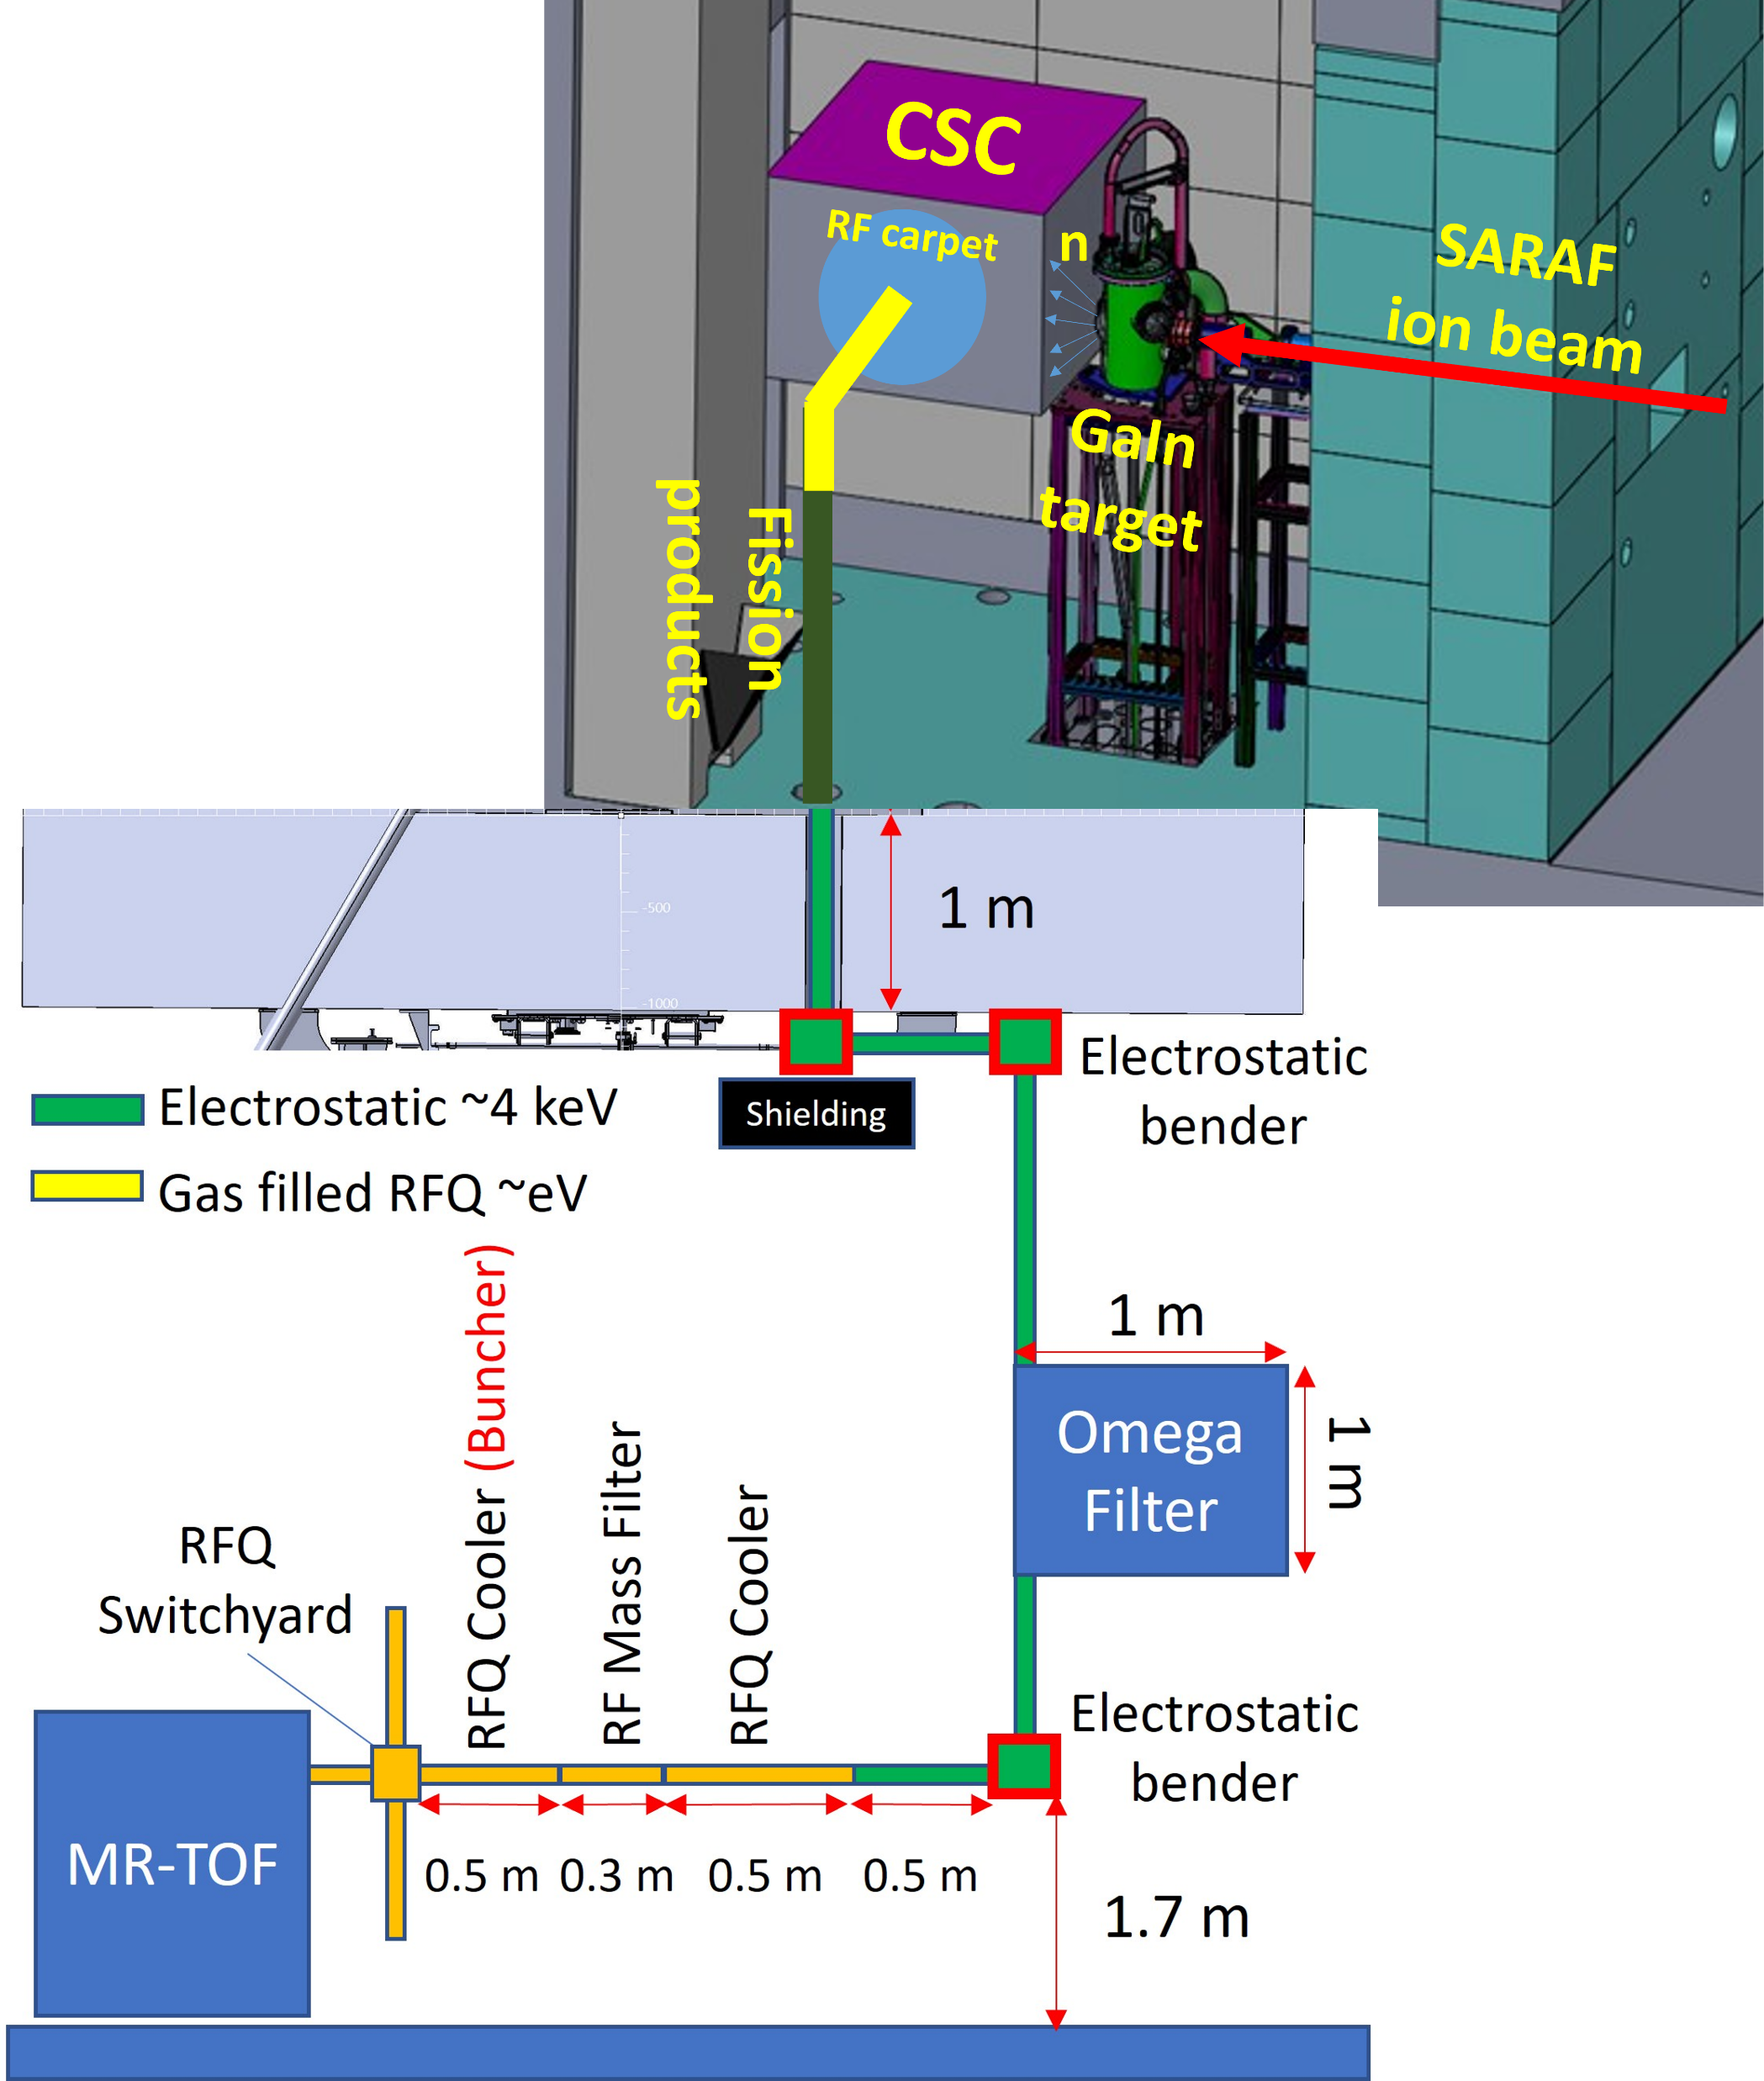 CSC
RF carpet
n
SARAF
ion beam
GaIn
target
Fission
products
1 m
-500
-1000
Electrostatic
bender
Shielding
Electrostatic ~4 keV
Gas filled RFQ ~eV
1 m
Omega
Filter
1 m
RFQ Cooler (Buncher)
RF Mass Filter
RFQ Cooler
RFQ
Switchyard
Electrostatic
bender
MR-TOF
0.5 m
0.3 m
0.5 m
0.5 m
1.7 m